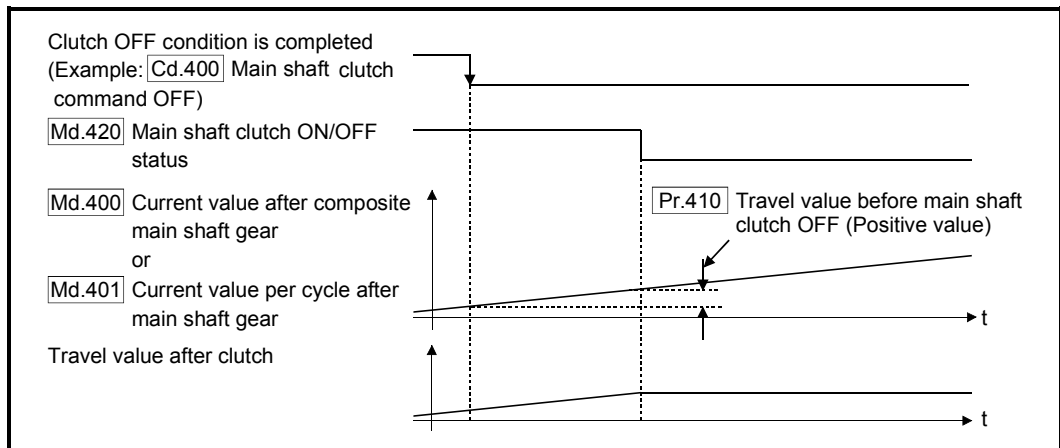 Clutch OFF condition is completed
(Example: Cd.400 Main shaft clutch
command OFF)
Md.420 Main shaft clutch ON/OFF
status
Md.400 Current value after composite
main shaft gear
or
Md.401 Current value per cycle after
main shaft gear
Pr.410 Travel value before main shaft
clutch OFF (Positive value)
t
Travel value after clutch
t